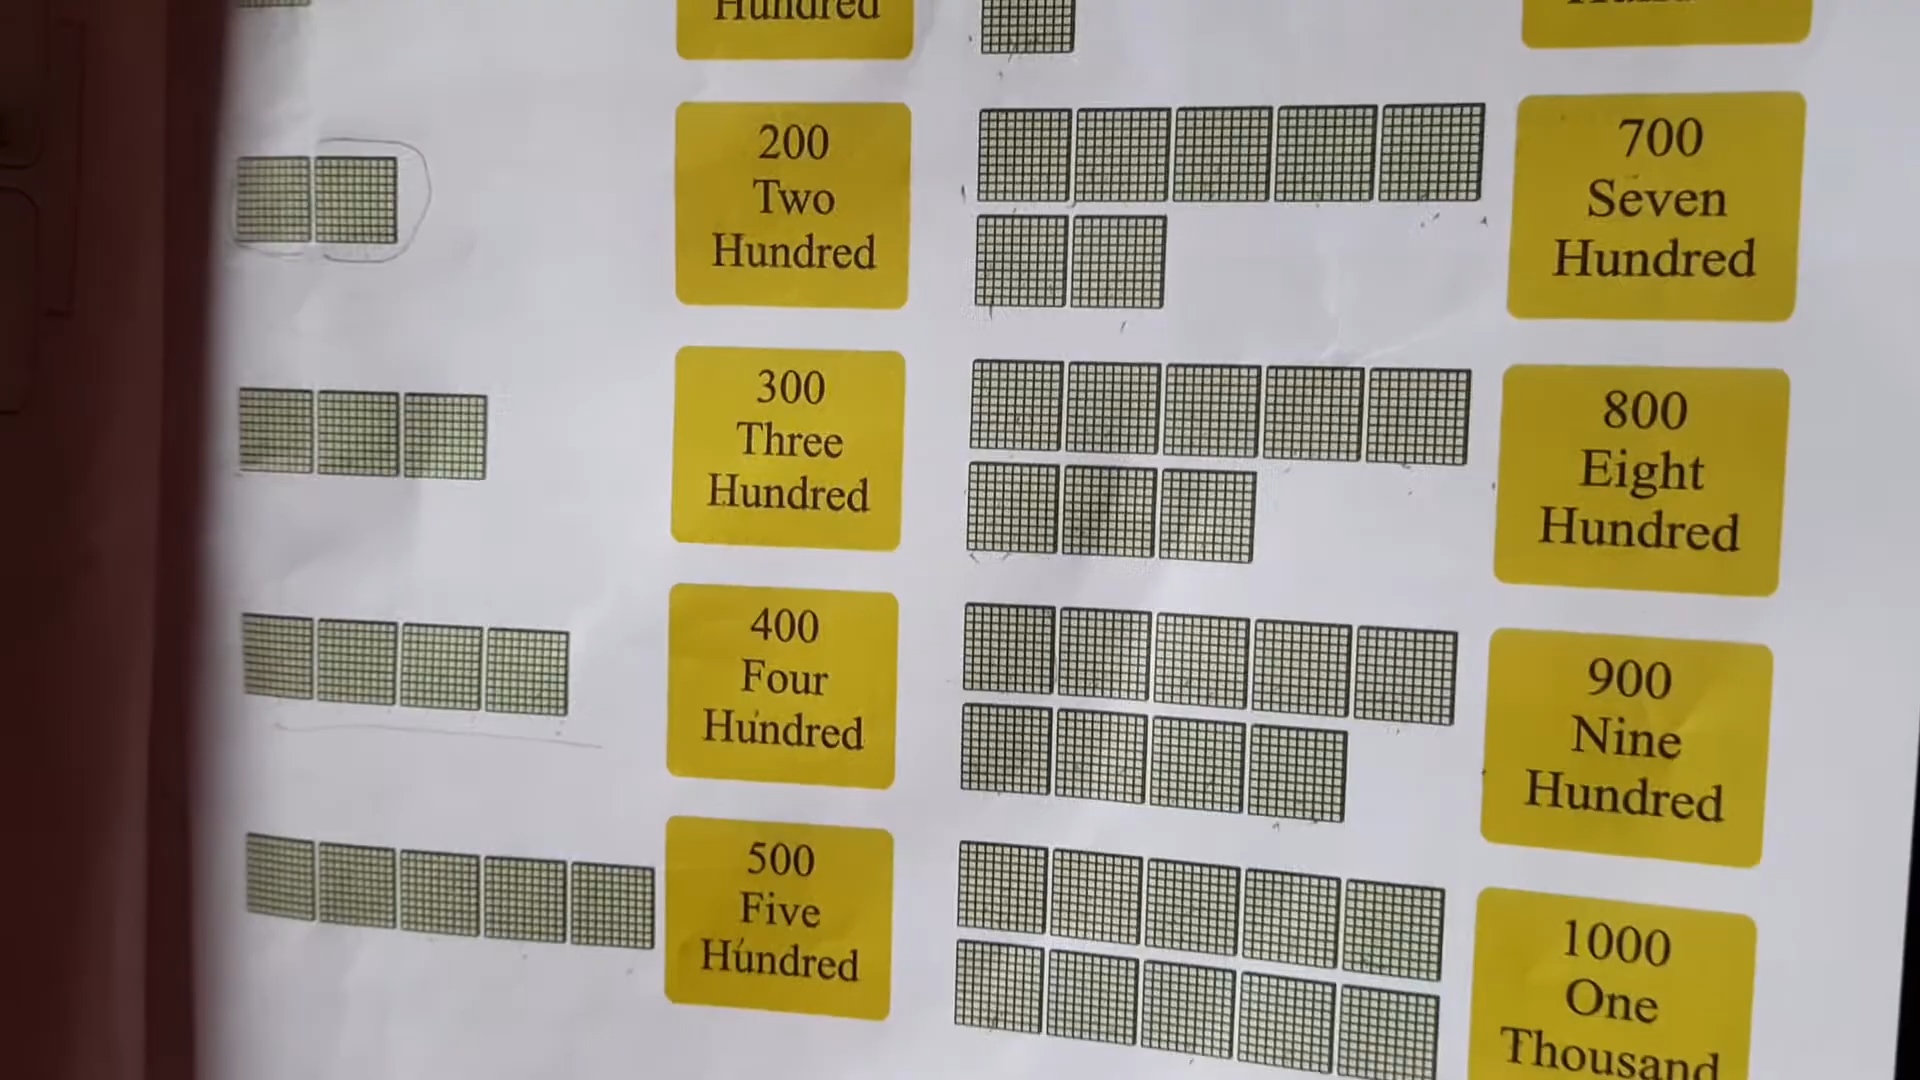 Hundred
200
Two
Hundred
300
Three
Hundred
400
Four
Hundred
500
Five
Hundred
700
Seven
Hundred
800
Eight
Hundred
900
Nine
Hundred
1000
One
Thousand